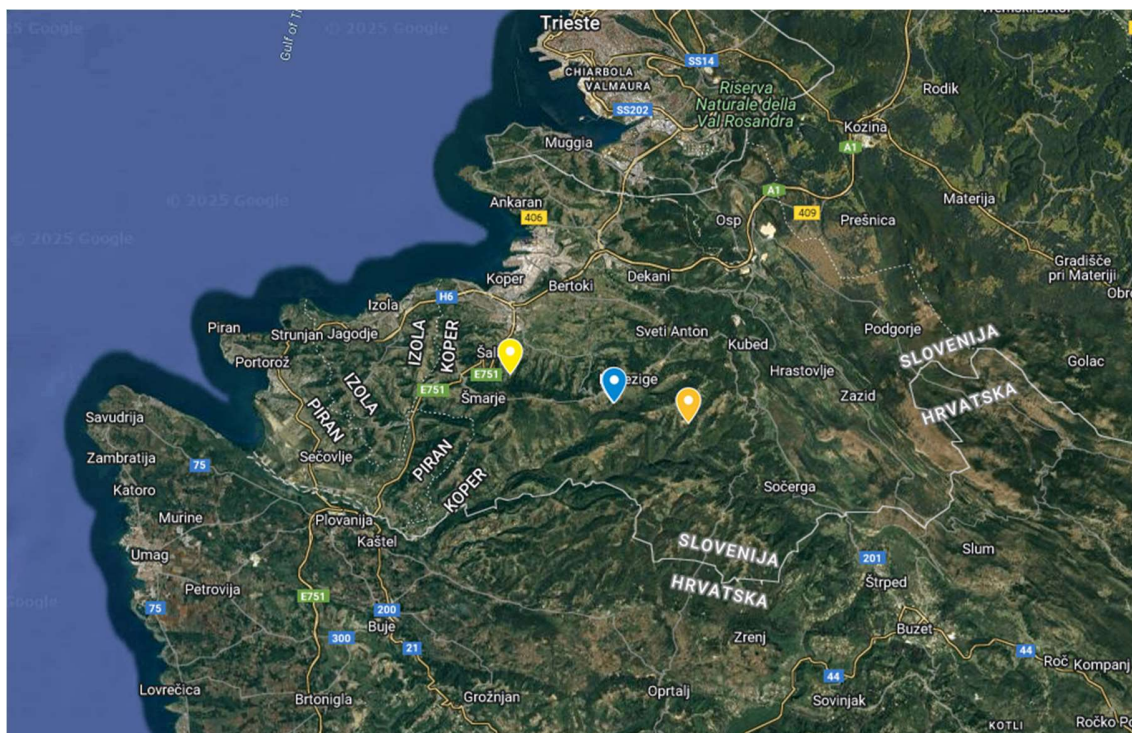 Trieste
Gulf of
SS14
CHIARBOLA
VALMAURA
Riserva
Naturale della
Val Rosandra
Rodik
SS202
Kozina
A1
Muggia
A1
© 2025 Google
© 2025 Google
Ankaran
406
Osp
409
Prešnica
Materija
© 2025 Google
Gradišče
pri Materiji
Koper
Dekani
Bertoki
H6
Izola
Piran
Strunjan
Jagodje
IZOLA
KOPER
Sveti Anton
Kubed
Podgorje
SLOVENIJA
HRVATSKA
Golac
Portorož
E751
E751
Šmarje
Hrastovlje
Zazid
IZOLA
PIRAN
Savudrija
Sečovlje
PIRAN
KOPER
Zambratija
75
Katoro
Sočerga
Murine
Plovanija
Kaštel
Umag
SLOVENIJA
HRVATSKA
201
Slum
Štrped
Petrovija
E751
Google
75
200
Buje
300
21
Zrenj
Buzet
44
Roč
Kompanj
Lovrečica
Brtonigla
Grožnjan
Oprtalj
44
Sovinjak
KOTLI
Ročko